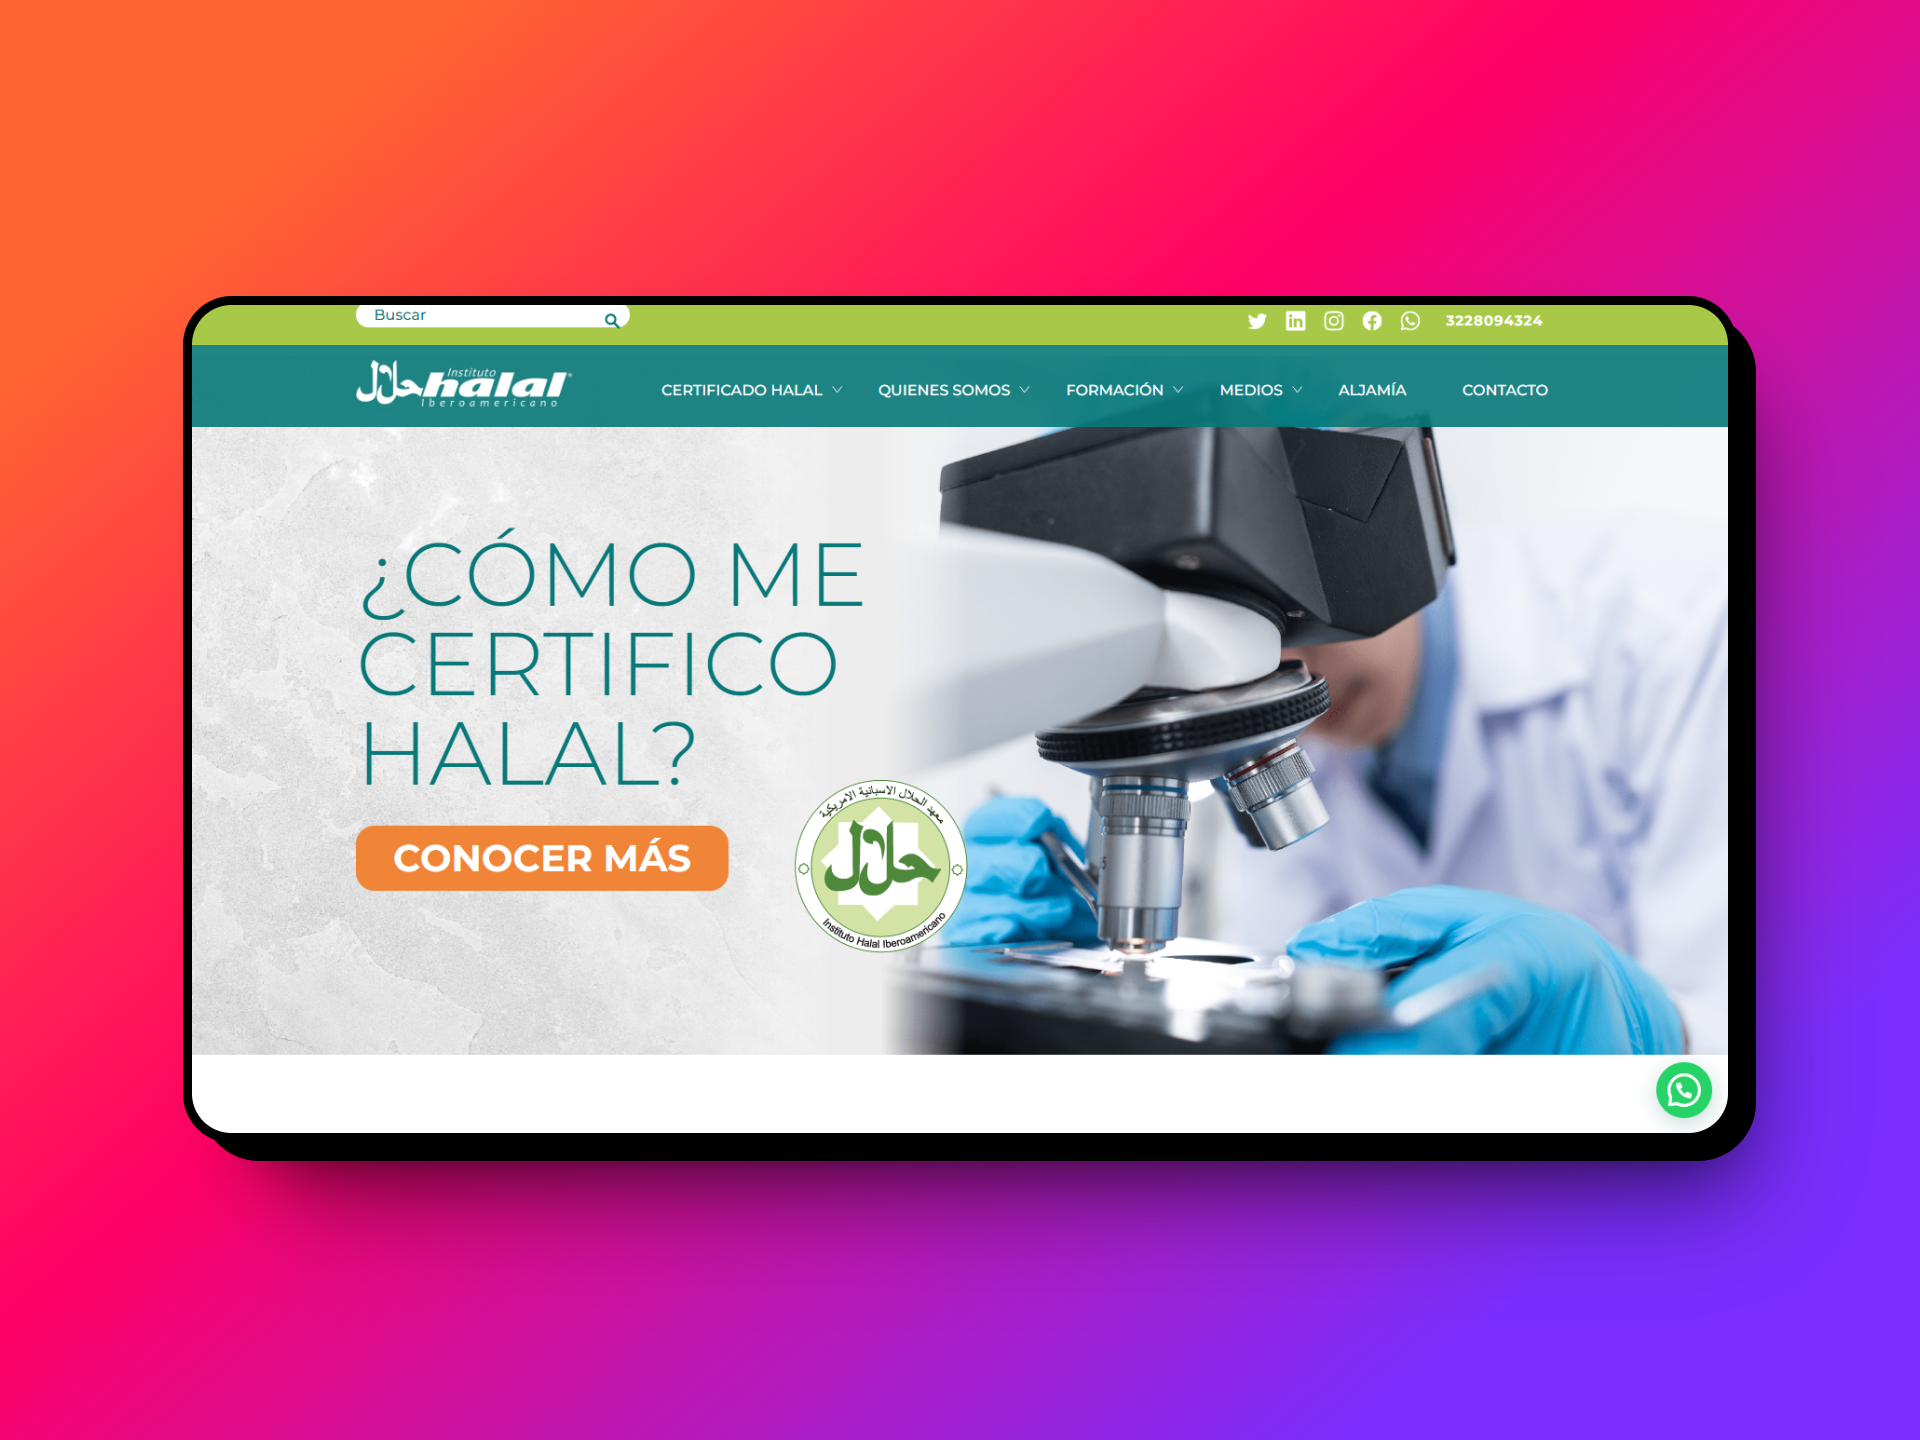 Buscar
3228094324
حلال
Instituto
halal
Iberoamericano
CERTIFICADO HALAL
QUIENES SOMOS
FORMACIÓN
MEDIOS
ALJAMÍA
CONTACTO
¿CÓMO ME
CERTIFICO
HALAL?
CONOCER MÁS
معهد الحلال الاسبانية الامريكية
حلال
Instituto Halal Iberoamericano